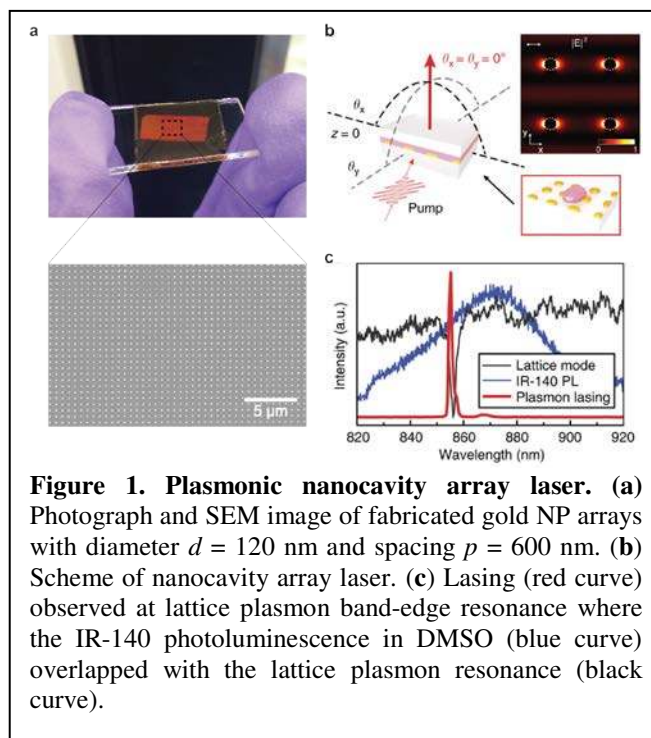 a
b
|E|²
θx = θy = 0°
θx
z = 0
θy
y
x
0
1
Pump
c
5 μm
Intensity (a.u.)
Lattice mode
IR-140 PL
Plasmon lasing
820 840 860 880 900 920
Wavelength (nm)
Figure 1. Plasmonic nanocavity array laser. (a)
Photograph and SEM image of fabricated gold NP arrays
with diameter d = 120 nm and spacing p = 600 nm. (b)
Scheme of nanocavity array laser. (c) Lasing (red curve)
observed at lattice plasmon band-edge resonance where
the IR-140 photoluminescence in DMSO (blue curve)
overlapped with the lattice plasmon resonance (black
curve).